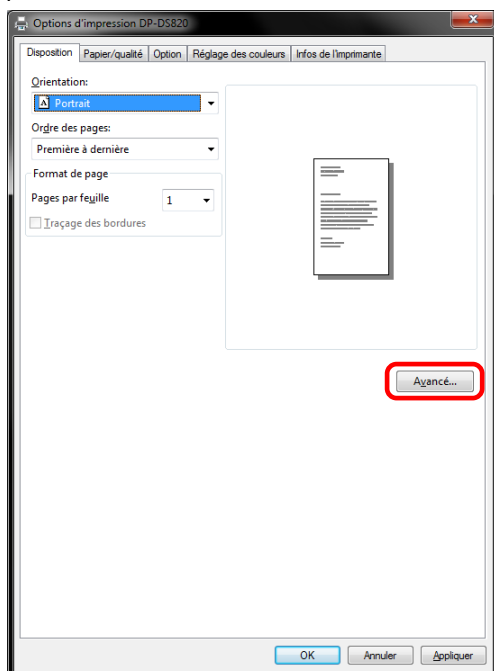 Options d'impression DP-DS820
Disposition Papier/qualité Option Réglage des couleurs Infos de l'imprimante
Orientation:
A Portrait
Ordre des pages:
Première à dernière
Format de page
Pages par feuille 1
Traçage des bordures
Avancé...
OK Annuler Appliquer